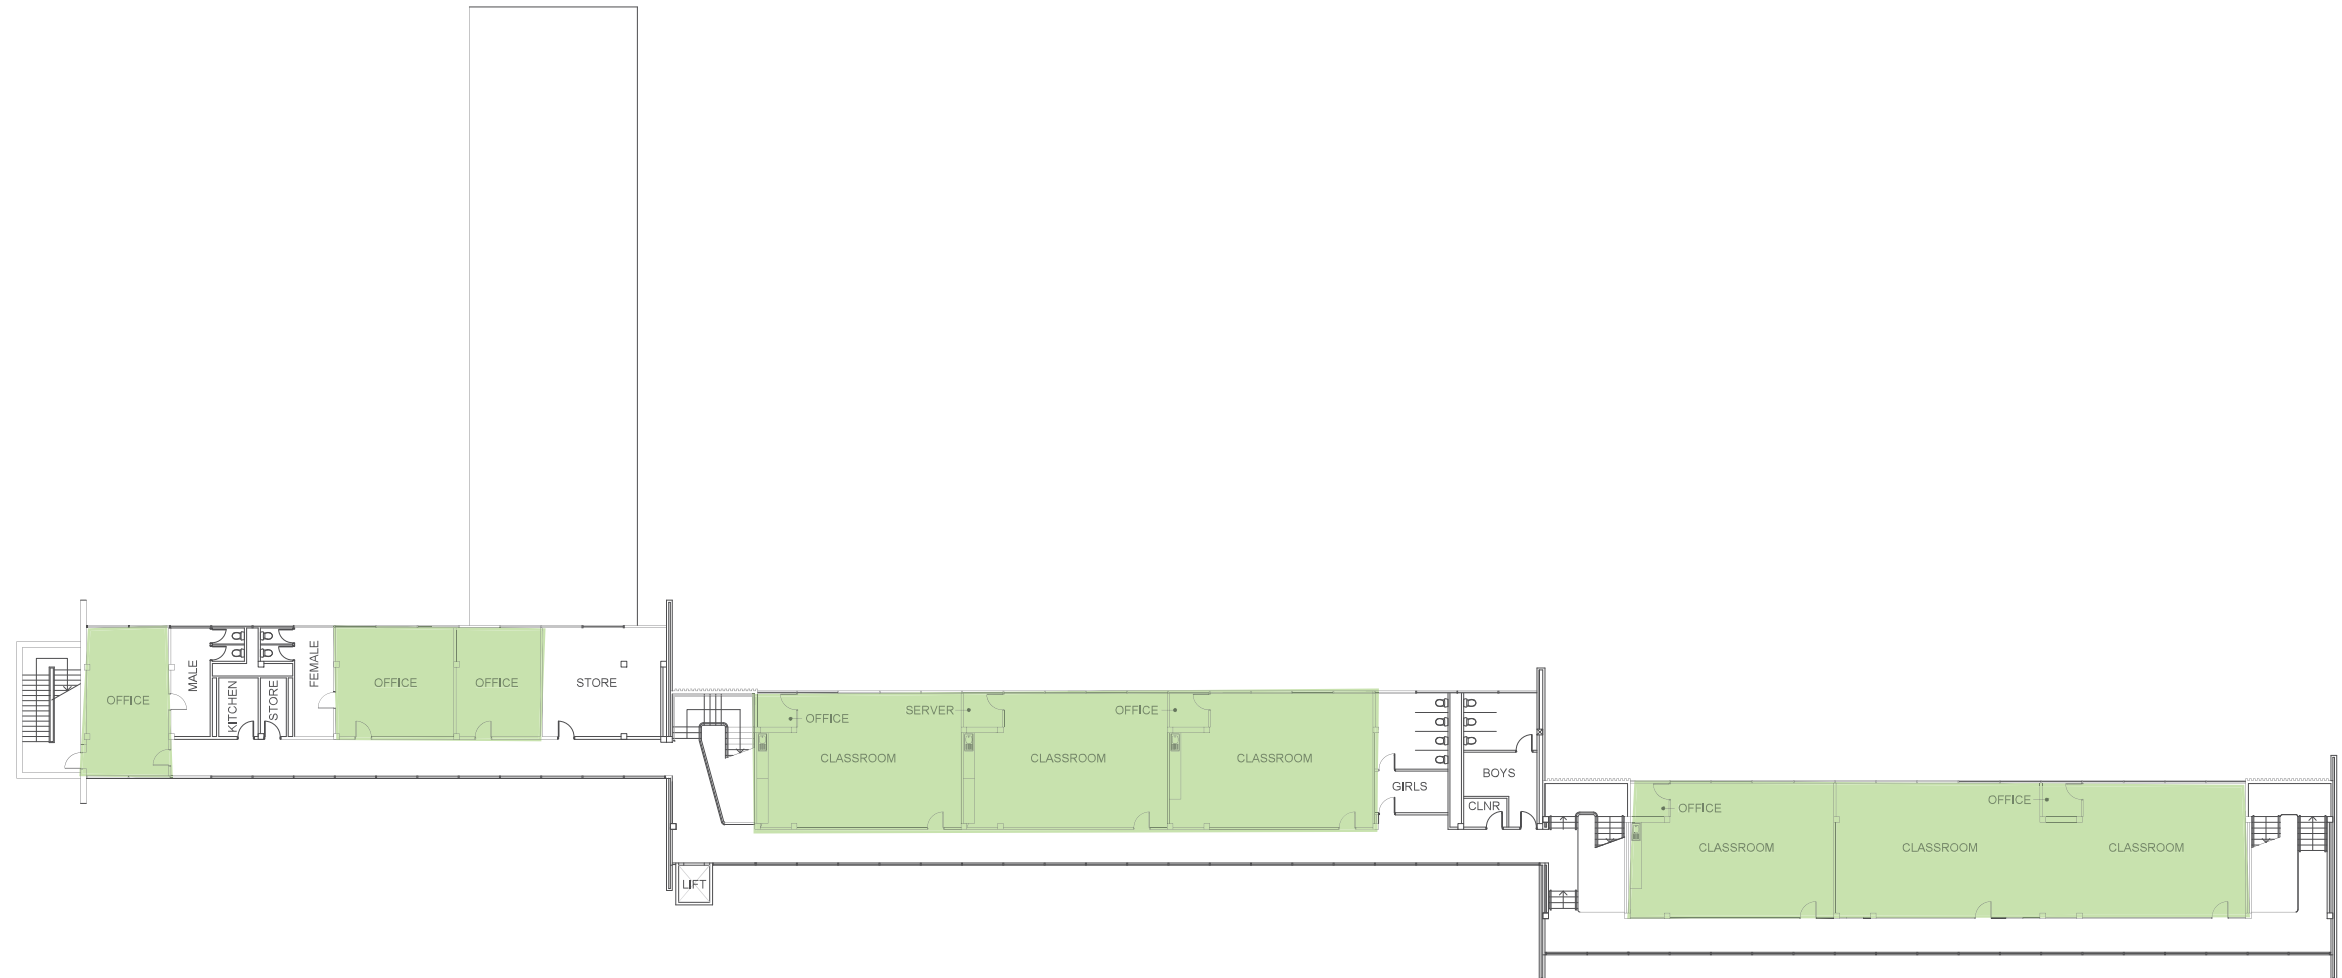 OFFICE
MALE
KITCHEN
STORE
FEMALE
OFFICE
OFFICE
STORE
OFFICE
SERVER
OFFICE
CLASSROOM
CLASSROOM
CLASSROOM
GIRLS
BOYS
CLNR
LIFT
OFFICE
OFFICE
CLASSROOM
CLASSROOM
CLASSROOM